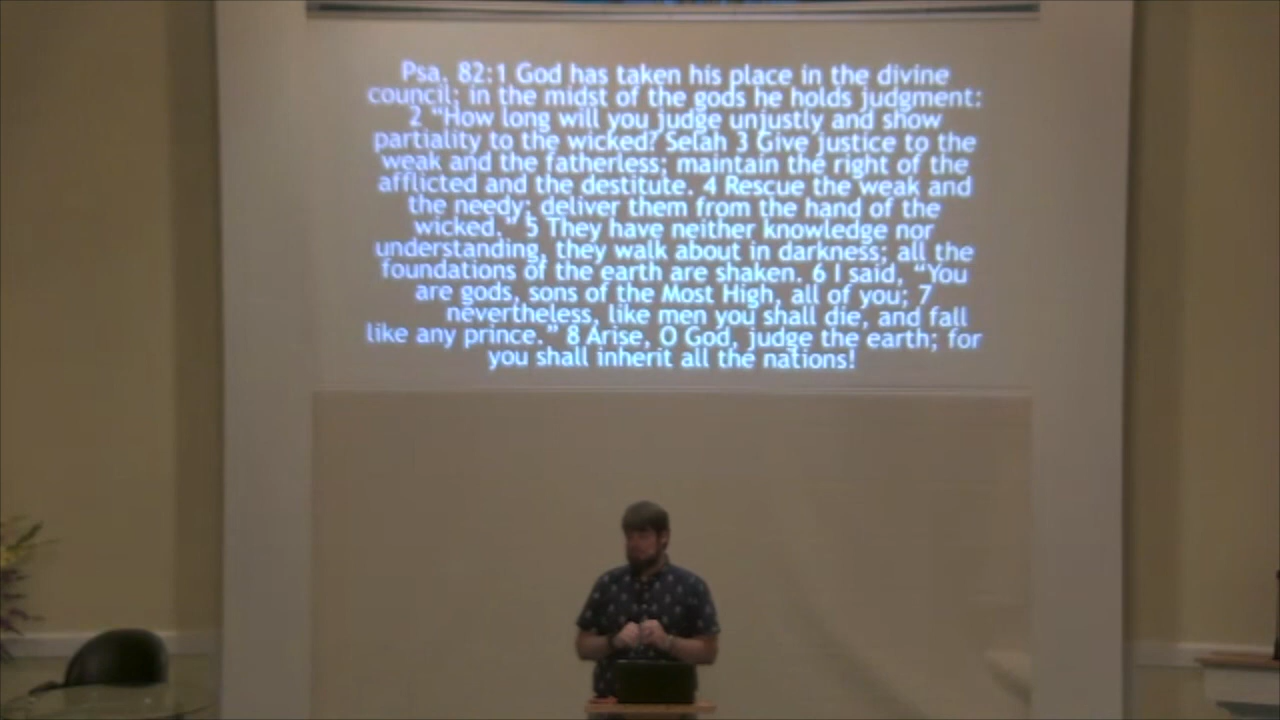 Psa. 82:1 God has taken his place in the divine
council; in the midst of the gods he holds judgment:
2 “How long will you judge unjustly and show
partiality to the wicked? Selah 3 Give justice to the
weak and the fatherless; maintain the right of the
afflicted and the destitute. 4 Rescue the weak and
the needy; deliver them from the hand of the
wicked.” 5 They have neither knowledge nor
understanding, they walk about in darkness; all the
foundations of the earth are shaken. 6 I said, “You
are gods, sons of the Most High, all of you; 7
nevertheless, like men you shall die, and fall
like any prince.” 8 Arise, O God, judge the earth; for
you shall inherit all the nations!